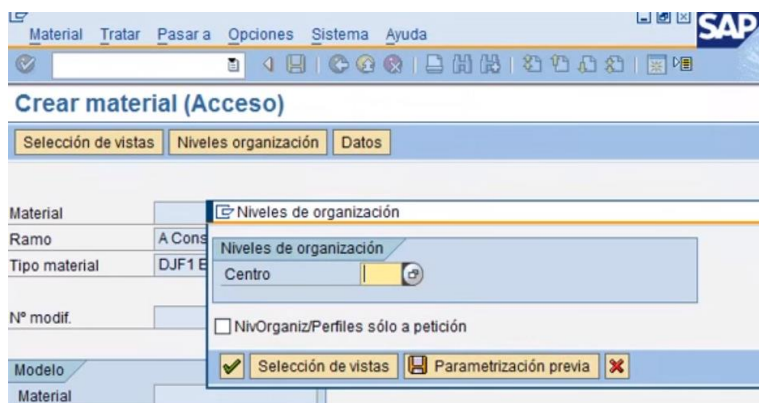 Material Tratar Pasar a Opciones Sistema Ayuda
SAP
Crear material (Acceso)
Selección de vistas Niveles organización Datos
Material
Niveles de organización
Ramo A Cons
Niveles de organización
Tipo material DJF1 E
Centro
Nº modif.
NivOrganiz/Perfiles sólo a petición
Selección de vistas Parametrización previa
Modelo
Material